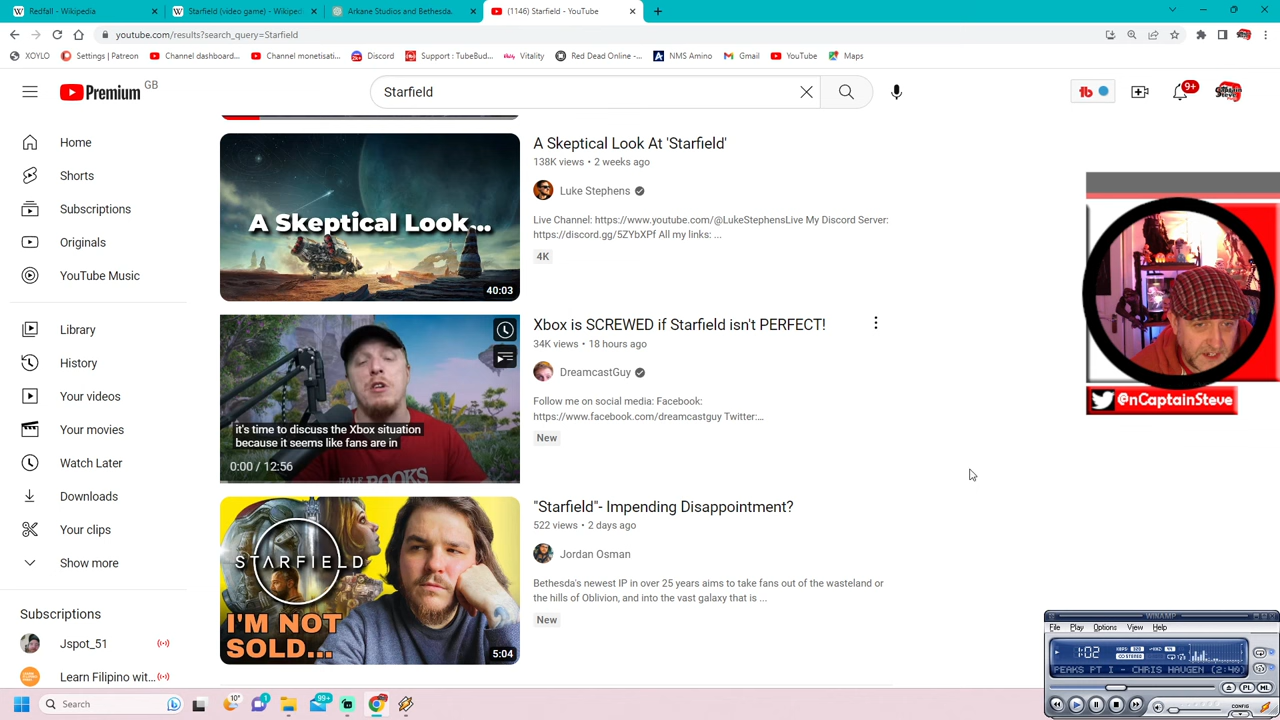 Redfall - Wikipedia
Starfield (video game) - Wikiped
Arkane Studios and Bethesda.
(1146) Starfield - YouTube
youtube.com/results?search_query=Starfield
XOYLO
Settings | Patreon
Channel dashboard...
Channel monetisati...
Discord
Support : TubeBud...
Vitality
Red Dead Online -...
NMS Amino
Gmail
YouTube
Maps
Premium GB
Starfield
9+
Home
Shorts
Subscriptions
Originals
YouTube Music
Library
History
Your videos
Your movies
Watch Later
Downloads
Your clips
Show more
Subscriptions
Jspot_51
Learn Filipino wit...
A Skeptical Look...
40:03
A Skeptical Look At 'Starfield'
138K views • 2 weeks ago
Luke Stephens
Live Channel: https://www.youtube.com/@LukeStephensLive My Discord Server:
https://discord.gg/5ZYbXPf All my links: ...
4K
it's time to discuss the Xbox situation
because it seems like fans are in
0:00 / 12:56
Xbox is SCREWED if Starfield isn't PERFECT!
34K views • 18 hours ago
DreamcastGuy
Follow me on social media: Facebook:
https://www.facebook.com/dreamcastguy Twitter:...
New
STARFIELD
I'M NOT
SOLD...
5:04
"Starfield"- Impending Disappointment?
522 views • 2 days ago
Jordan Osman
Bethesda's newest IP in over 25 years aims to take fans out of the wasteland or
the hills of Oblivion, and into the vast galaxy that is ...
New
@nCaptainSteve
WINAMP
File Play Options View Help
1:02
STEREO
PEAKS PT I - CHRIS HAUGEN (2:40)
PL ML
CONFIG
Search
10°
1
99+